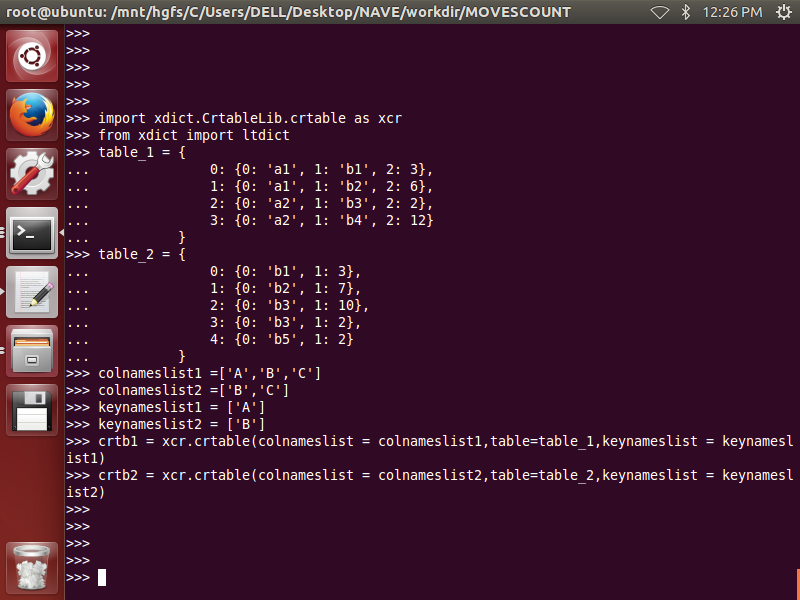 root@ubuntu: /mnt/hgfs/C/Users/DELL/Desktop/NAVE/workdir/MOVESCOUNT 12:26 PM
>>>
>>>
>>>
>>>
>>>
>>> import xdict.CrtableLib.crtable as xcr
>>> from xdict import ltdict
>>> table_1 = {
...               0: {0: 'a1', 1: 'b1', 2: 3},
...               1: {0: 'a1', 1: 'b2', 2: 6},
...               2: {0: 'a2', 1: 'b3', 2: 2},
...               3: {0: 'a2', 1: 'b4', 2: 12}
...           }
>>> table_2 = {
...               0: {0: 'b1', 1: 3},
...               1: {0: 'b2', 1: 7},
...               2: {0: 'b3', 1: 10},
...               3: {0: 'b3', 1: 2},
...               4: {0: 'b5', 1: 2}
...           }
>>> colnameslist1 =['A','B','C']
>>> colnameslist2 =['B','C']
>>> keynameslist1 = ['A']
>>> keynameslist2 = ['B']
>>> crtb1 = xcr.crtable(colnameslist = colnameslist1,table=table_1,keynameslist = keynamesl
ist1)
>>> crtb2 = xcr.crtable(colnameslist = colnameslist2,table=table_2,keynameslist = keynamesl
ist2)
>>>
>>>
>>>
>>>
>>>